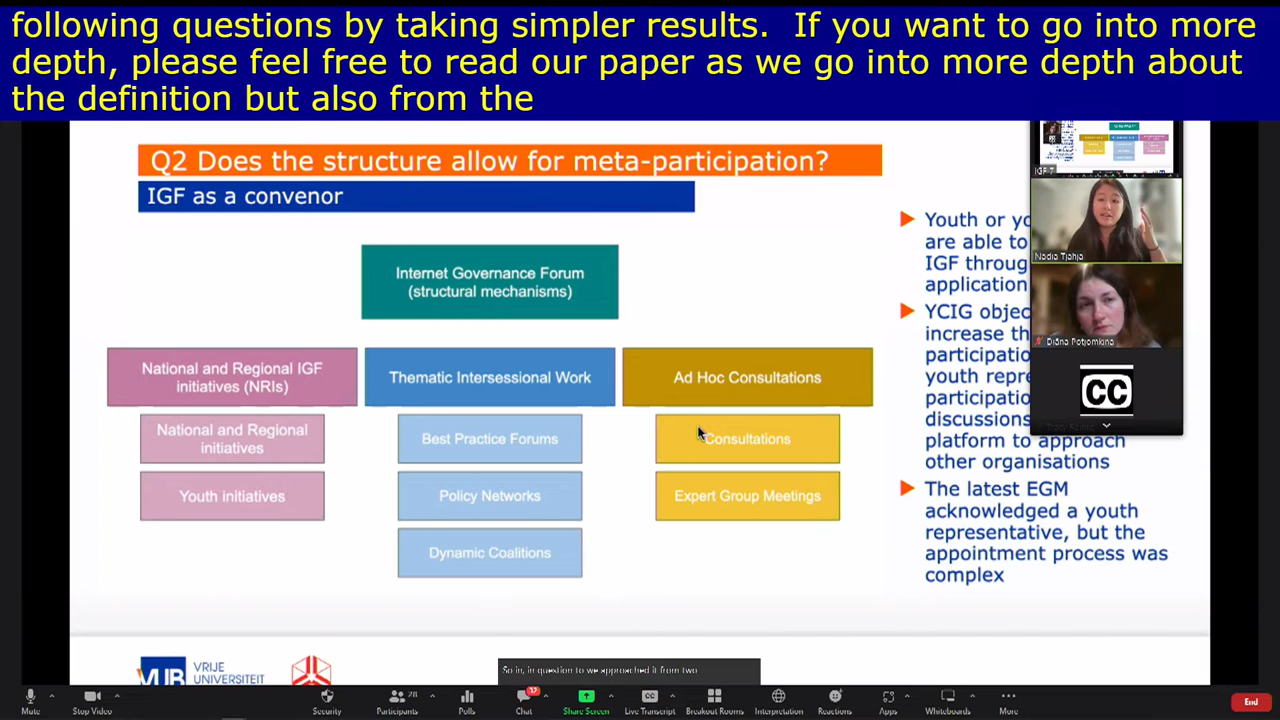 following questions by taking simpler results.  If you want to go into more
depth, please feel free to read our paper as we go into more depth about
the definition but also from the
Q2 Does the structure allow for meta-participation?
IGF as a convenor
Internet Governance Forum
(structural mechanisms)
National and Regional IGF
initiatives (NRIs)
Thematic Intersessional Work
Ad Hoc Consultations
National and Regional
initiatives
Best Practice Forums
Consultations
Youth initiatives
Policy Networks
Expert Group Meetings
Dynamic Coalitions
Youth or yo
are able to
IGF throug
application
YCIG objec
increase th
participatio
youth repre
participatio
discussions
platform to approach
other organisations
The latest EGM
acknowledged a youth
representative, but the
appointment process was
complex
IGF 7
Nadia Tjahja
Diāna Potjomkina
CC
VUB
VRIJE
UNIVERSITEIT
So in, in question to we approached it from two
Mute
Stop Video
Security
Participants
28
Polls
Chat
Share Screen
CC
Live Transcript
Breakout Rooms
Interpretation
Reactions
Apps
Whiteboards
More
End